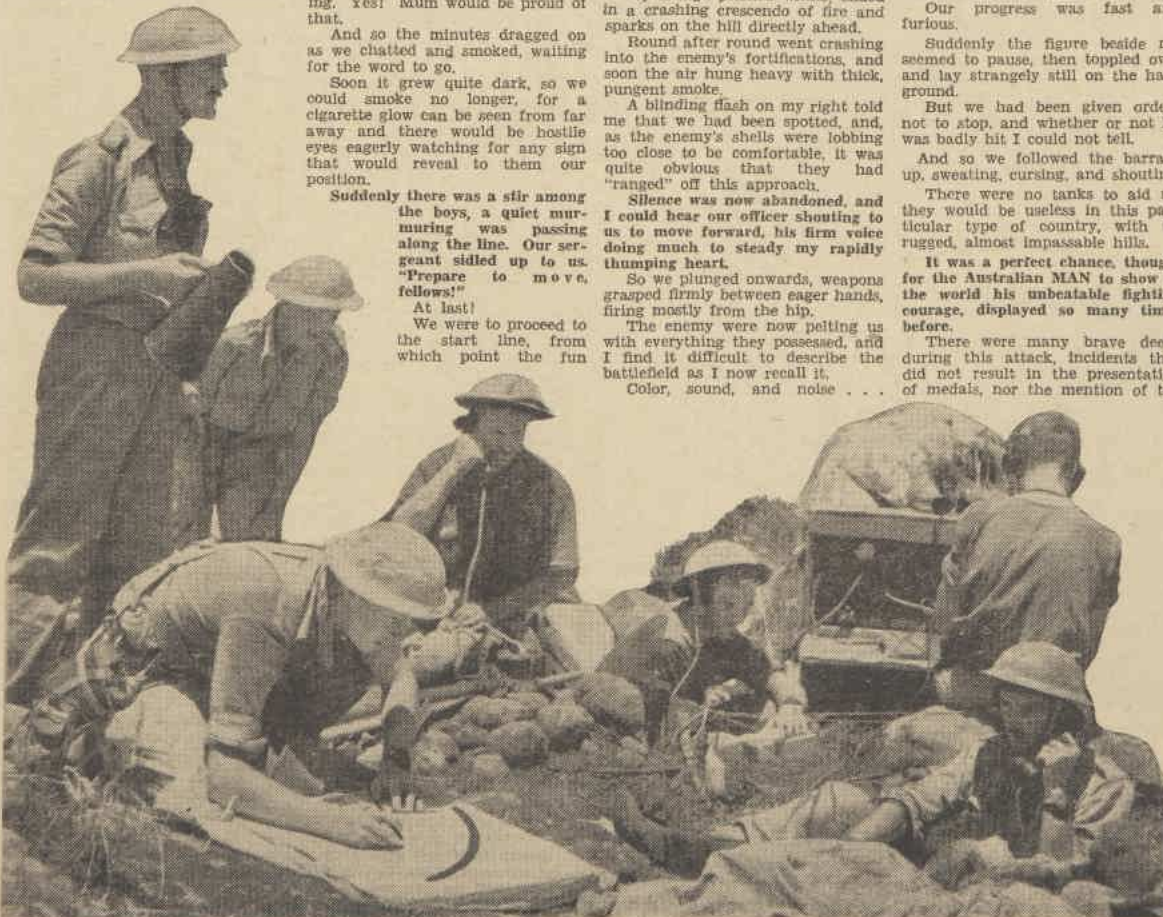 ing. Yes! Mum would be proud of
that.
And so the minutes dragged on
as we chatted and smoked, waiting
for the word to go.
Soon it grew quite dark, so we
could smoke no longer, for a
cigarette glow can be seen from far
away and there would be hostile
eyes eagerly watching for any sign
that would reveal to them our
position.
Suddenly there was a stir among
the boys, a quiet mur-
muring was passing
along the line. Our ser-
geant sidled up to us.
"Prepare to move,
fellows!"
At last!
We were to proceed to
the start line, from
which point the fun
in a crashing crescendo of fire and
sparks on the hill directly ahead.
Round after round went crashing
into the enemy's fortifications, and
soon the air hung heavy with thick,
pungent smoke.
A blinding flash on my right told
me that we had been spotted, and,
as the enemy's shells were lobbing
too close to be comfortable, it was
quite obvious that they had
"ranged" off this approach.
Silence was now abandoned, and
I could hear our officer shouting to
us to move forward, his firm voice
doing much to steady my rapidly
thumping heart.
So we plunged onwards, weapons
grasped firmly between eager hands,
firing mostly from the hip.
The enemy were now pelting us
with everything they possessed, and
I find it difficult to describe the
battlefield as I now recall it.
Color, sound, and noise . . .
Our progress was fast a
furious.
Suddenly the figure beside
seemed to pause, then toppled ov
and lay strangely still on the ha
ground.
But we had been given orde
not to stop, and whether or not
was badly hit I could not tell.
And so we followed the barra
up, sweating, cursing, and shoutin
There were no tanks to aid
they would be useless in this pa
ticular type of country, with
rugged, almost impassable hills.
It was a perfect chance, thoug
for the Australian MAN to show
the world his unbeatable fighti
courage, displayed so many tim
before.
There were many brave dee
during this attack, incidents th
did not result in the presentati
of medals, nor the mention of t